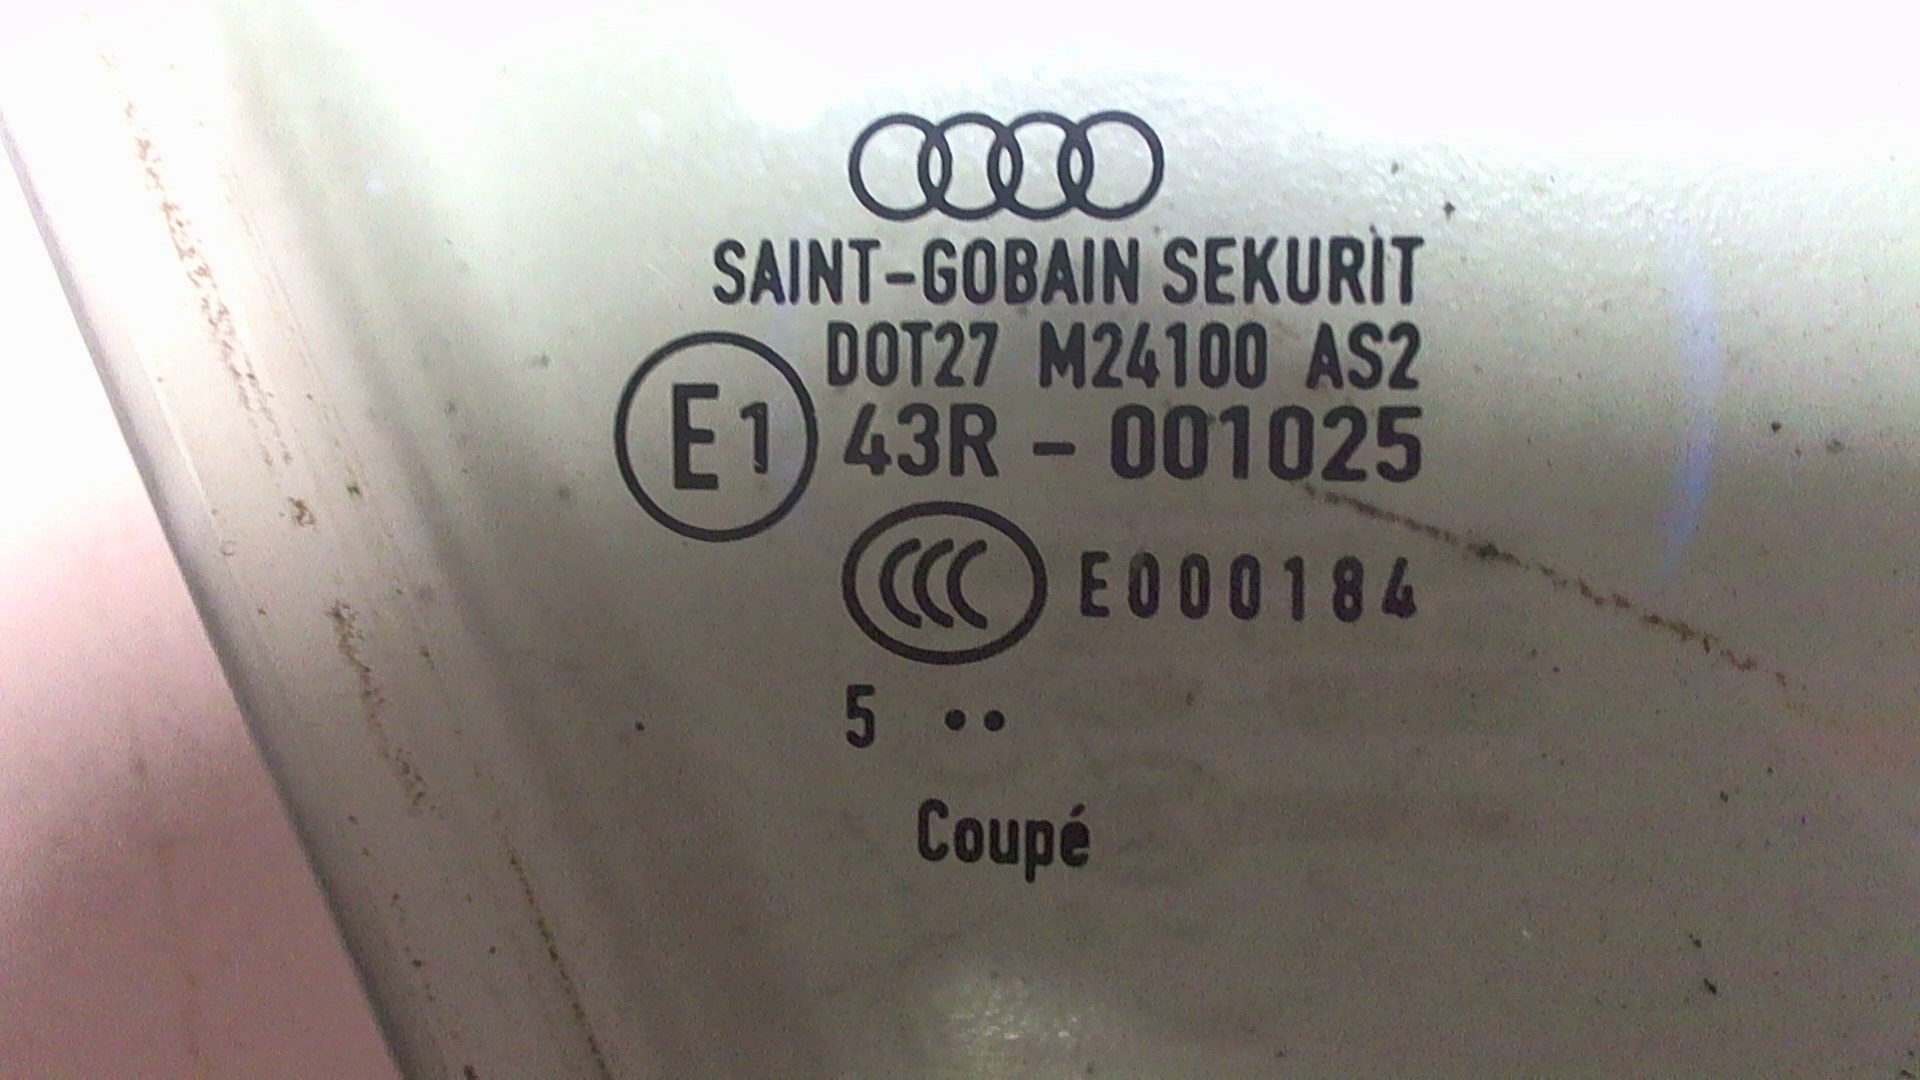 SAINT-GOBAIN SEKURIT
DOT27 M24100 AS2
E1 43R - 001025
CCC E000184
5 ••
Coupé